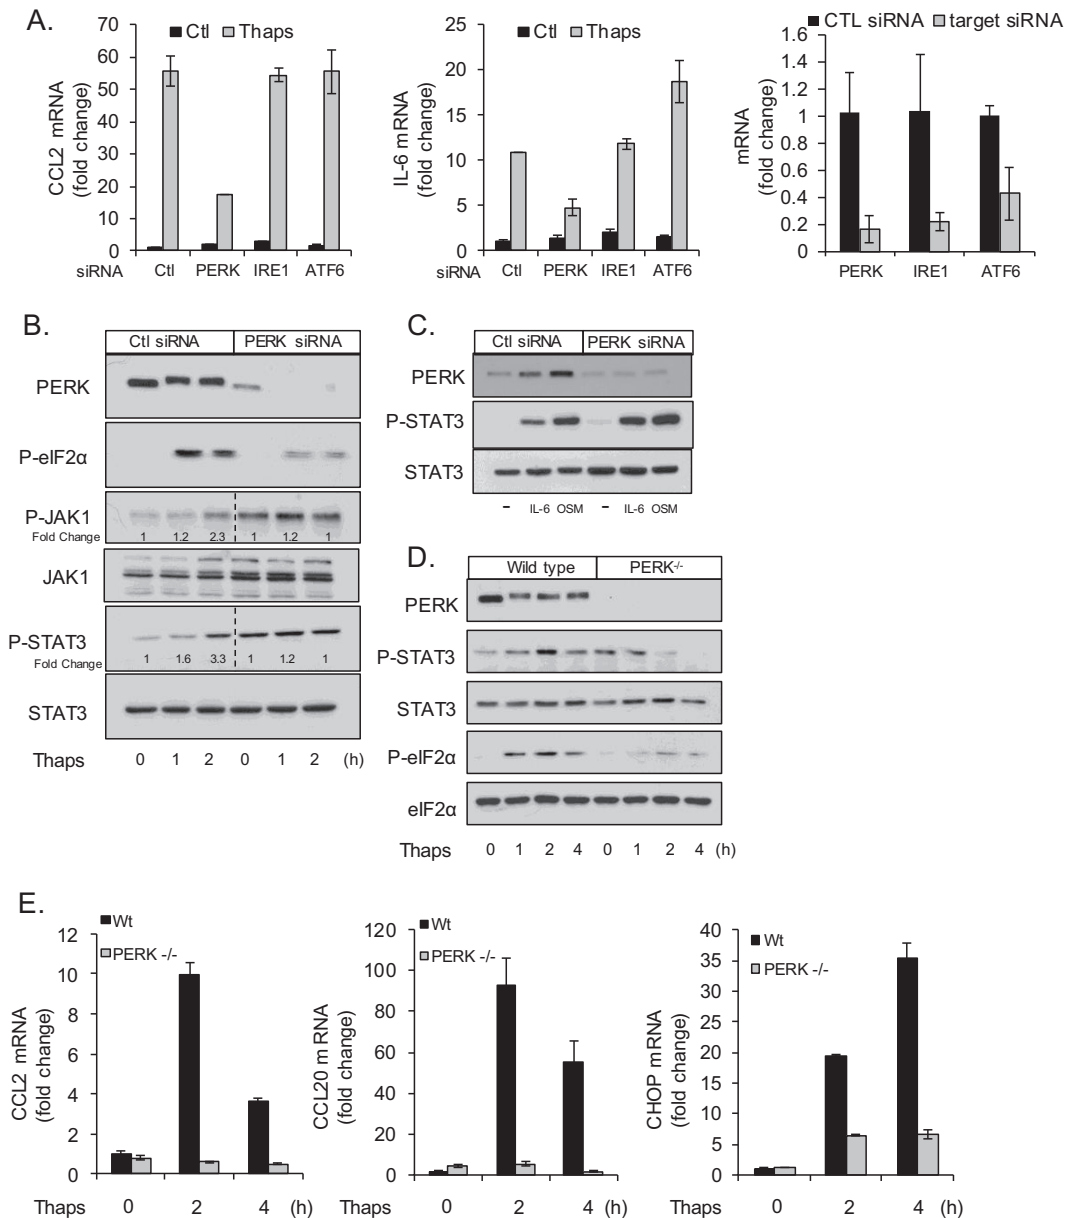 A.
Ctl Thaps
CCL2 mRNA
(fold change)
70
60
50
40
30
20
10
0
siRNA Ctl PERK IRE1 ATF6
Ctl Thaps
IL-6 mRNA
(fold change)
25
20
15
10
5
0
siRNA Ctl PERK IRE1 ATF6
CTL siRNA target siRNA
mRNA
(fold change)
1.6
1.4
1.2
1
0.8
0.6
0.4
0.2
0
PERK IRE1 ATF6
B.
Ctl siRNA PERK siRNA
PERK
P-eIF2α
P-JAK1
Fold Change 1 1.2 2.3 1 1.2 1
JAK1
P-STAT3
Fold Change 1 1.6 3.3 1 1.2 1
STAT3
Thaps 0 1 2 0 1 2 (h)
C.
Ctl siRNA PERK siRNA
PERK
P-STAT3
STAT3
- IL-6 OSM - IL-6 OSM
D.
Wild type PERK-/-
PERK
P-STAT3
STAT3
P-eIF2α
eIF2α
Thaps 0 1 2 4 0 1 2 4 (h)
E.
Wt
PERK -/-
CCL2 mRNA
(fold change)
12
10
8
6
4
2
0
Thaps 0 2 4 (h)
Wt
PERK -/-
CCL20 mRNA
(fold change)
120
100
80
60
40
20
0
Thaps 0 2 4 (h)
Wt
PERK -/-
CHOP mRNA
(fold change)
40
35
30
25
20
15
10
5
0
Thaps 0 2 4 (h)